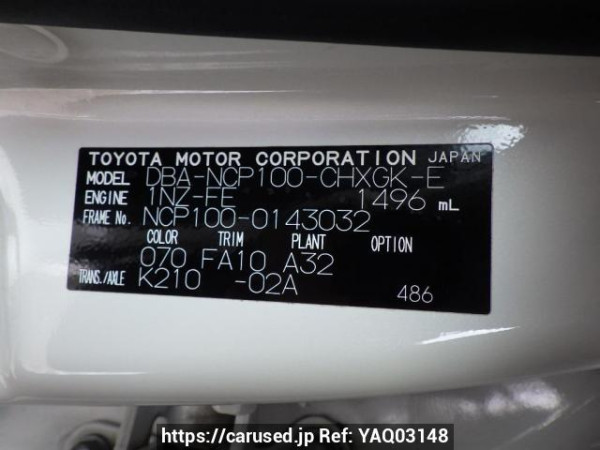 TOYOTA MOTOR CORPORATION JAPAN
MODEL DBA-NCP100-CHXGK-E
ENGINE 1NZ-FE 1496 mL
FRAME No. NCP100-0143032
COLOR TRIM PLANT OPTION
070 FA10 A32
TRANS./AXLE K210 -02A
486
https://carused.jp Ref: YAQ03148